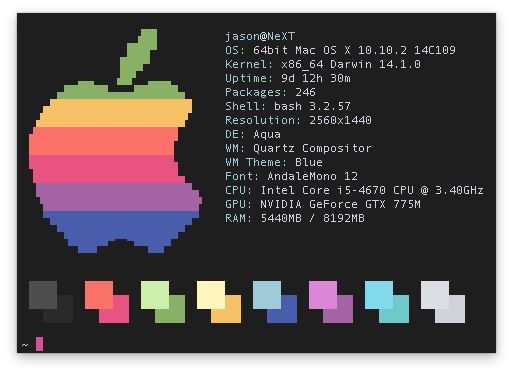 jason@NeXT
OS: 64bit Mac OS X 10.10.2 14C109
Kernel: x86_64 Darwin 14.1.0
Uptime: 9d 12h 30m
Packages: 246
Shell: bash 3.2.57
Resolution: 2560x1440
DE: Aqua
WM: Quartz Compositor
WM Theme: Blue
Font: AndaleMono 12
CPU: Intel Core i5-4670 CPU @ 3.40GHz
GPU: NVIDIA GeForce GTX 775M
RAM: 5440MB / 8192MB
~